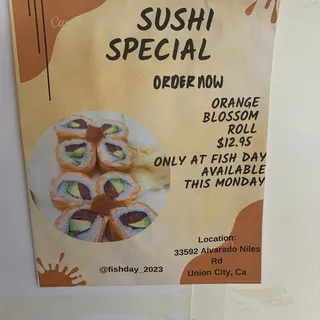 SUSHI
SPECIAL
ORDER NOW
ORANGE
BLOSSOM
ROLL
$12.95
ONLY AT FISH DAY
AVAILABLE
THIS MONDAY
Location:
33592 Alvarado Niles
Rd
Union City, Ca
@fishday_2023